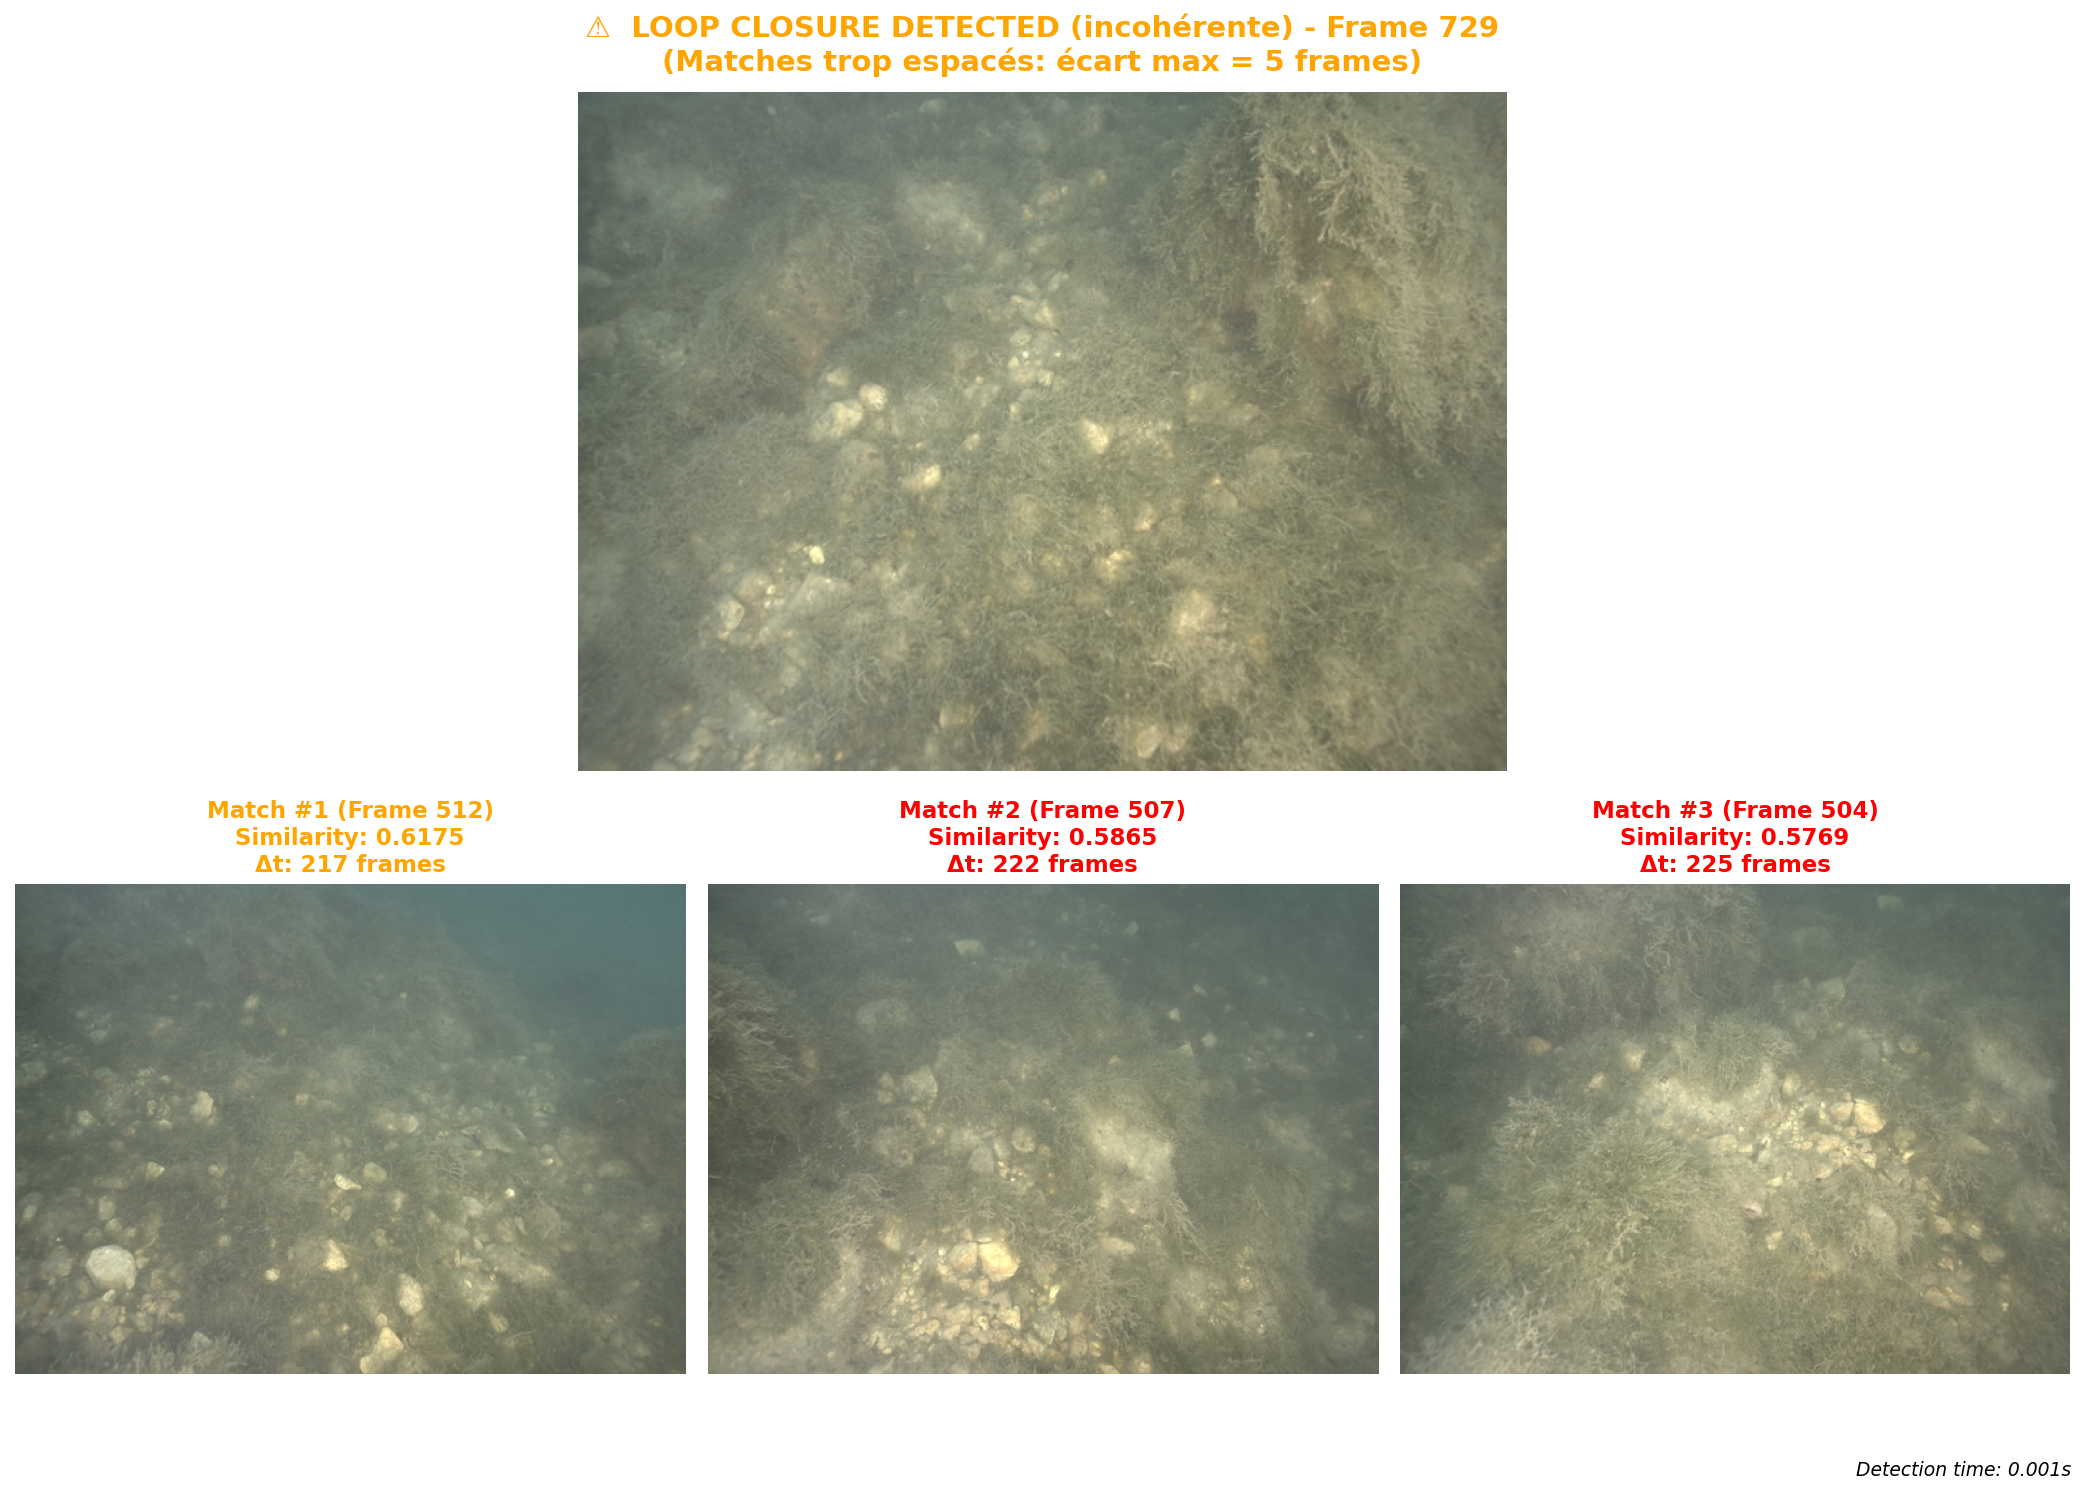 ⚠ LOOP CLOSURE DETECTED (incohérente) - Frame 729
(Matches trop espacés: écart max = 5 frames)
Match #1 (Frame 512)
Similarity: 0.6175
Δt: 217 frames
Match #2 (Frame 507)
Similarity: 0.5865
Δt: 222 frames
Match #3 (Frame 504)
Similarity: 0.5769
Δt: 225 frames
Detection time: 0.001s